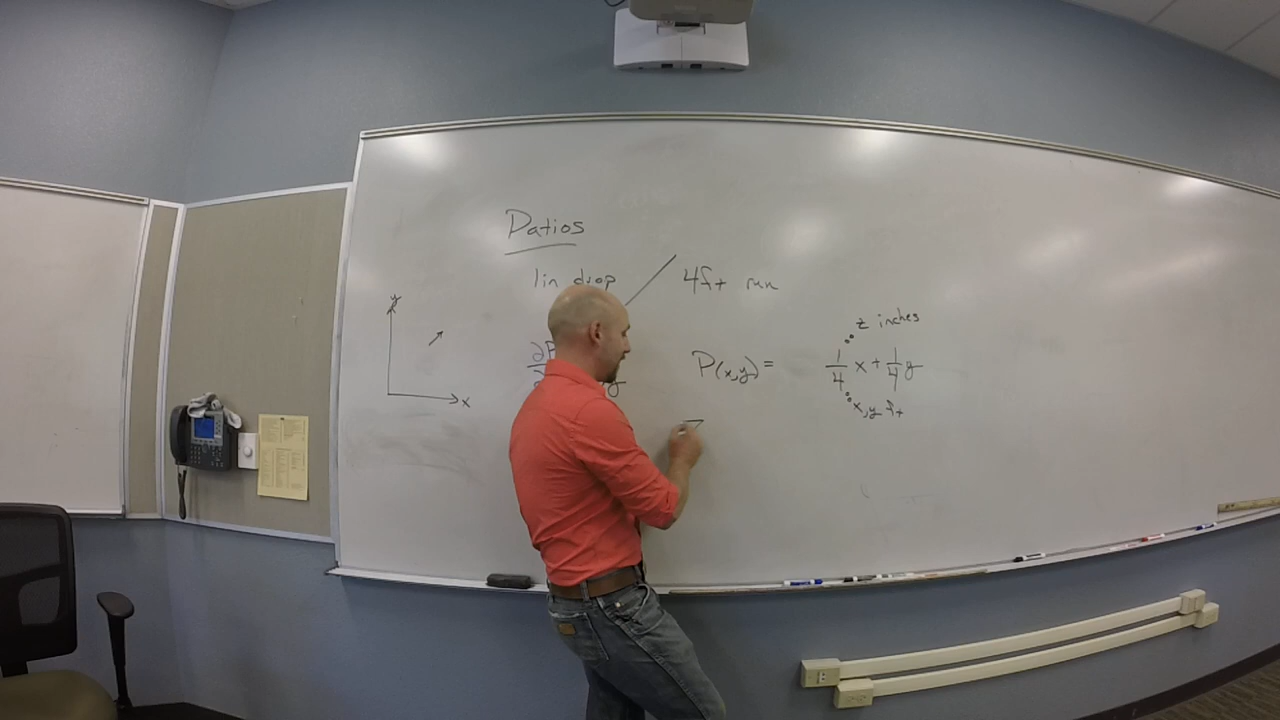 Patios
1in drop / 4ft run
y
z inches
P(x,y) = 1/4 x + 1/4 y
x
x,y ft